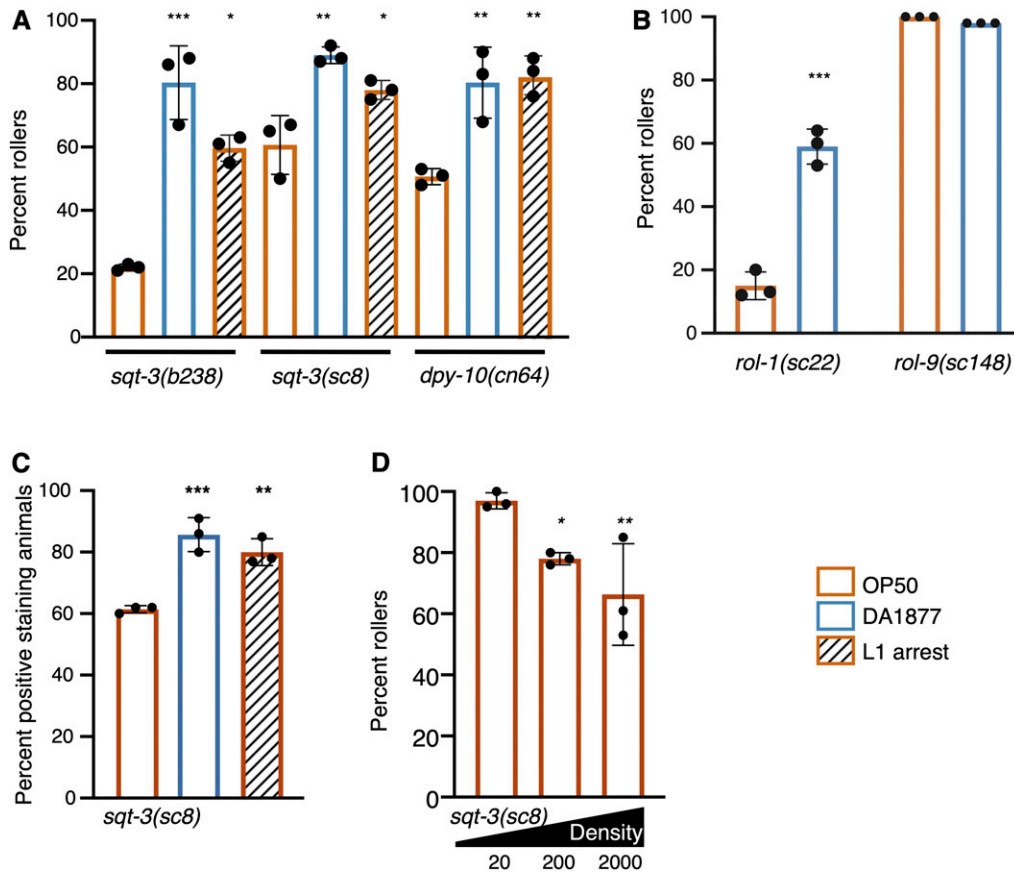 A
Percent rollers
100
80
60
40
20
0
*** * ** * ** **
sqt-3(b238) sqt-3(sc8) dpy-10(cn64)
B
Percent rollers
100
80
60
40
20
0
***
rol-1(sc22) rol-9(sc148)
C
Percent positive staining animals
100
80
60
40
20
0
*** **
sqt-3(sc8)
D
Percent rollers
100
80
60
40
20
0
* **
sqt-3(sc8)
Density
20 200 2000
OP50
DA1877
L1 arrest